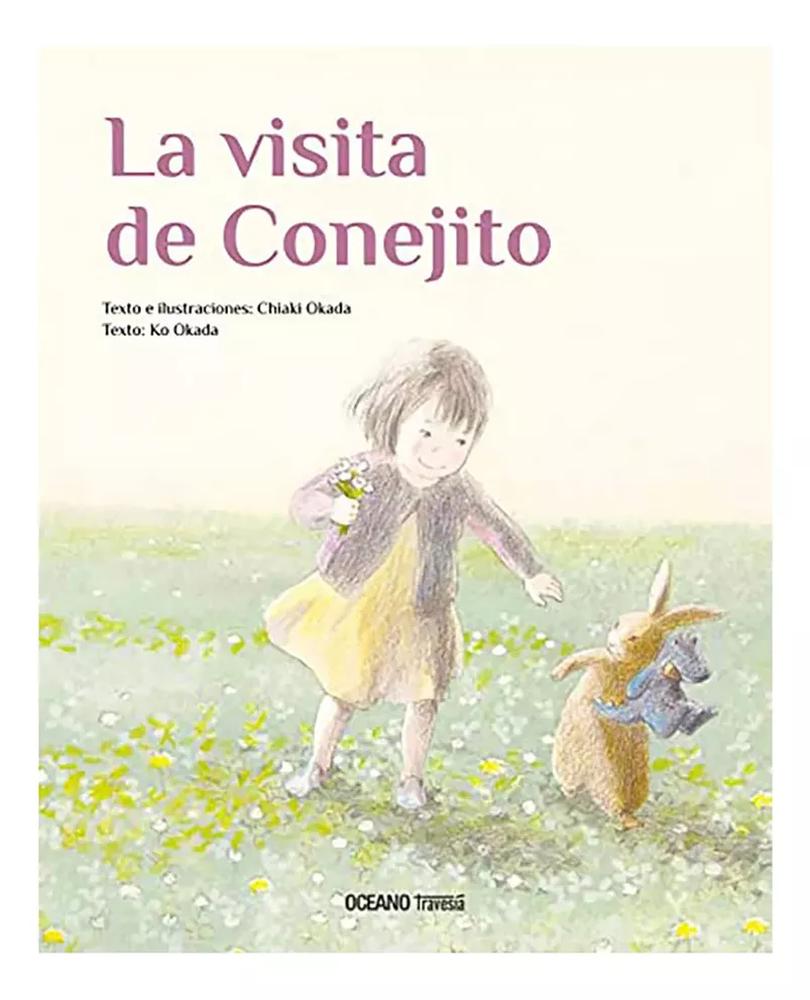 La visita
de Conejito
Texto e ilustraciones: Chiaki Okada
Texto: Ko Okada
OCEANO Travesía